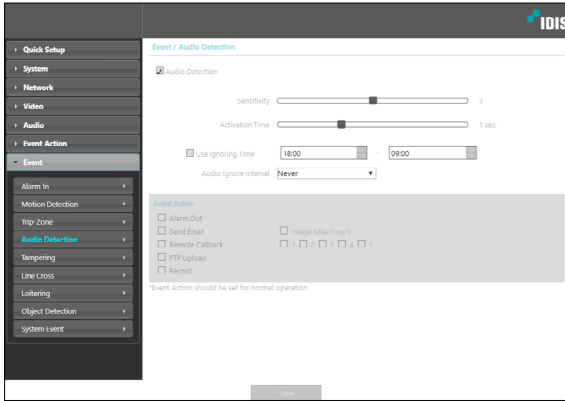 IDIS
Quick Setup
System
Network
Video
Audio
Event Action
Event
Alarm In
Motion Detection
Trip-Zone
Audio Detection
Tampering
Line Cross
Loitering
Object Detection
System Event
Event / Audio Detection
Audio Detection
Sensitivity 3
Activation Time 1 sec.
Use Ignoring Time 18:00 ~ 09:00
Audio Ignore Interval Never
Event Action
Alarm Out
Send Email Image Attachment
Remote Callback 1 2 3 4 5
FTP Upload
Record
*Event Action should be set for normal operation.
Save